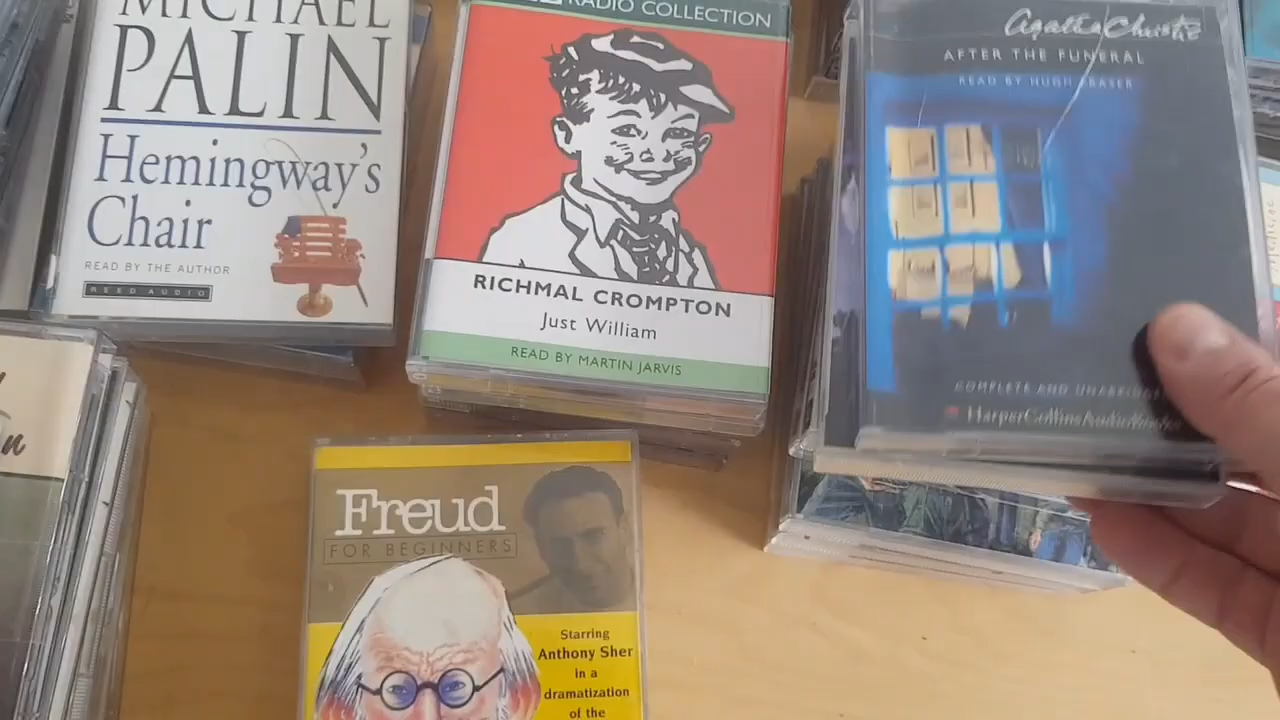 MICHAEL
PALIN
Hemingway's
Chair
READ BY THE AUTHOR
REED AUDIO
RADIO COLLECTION
RICHMAL CROMPTON
Just William
READ BY MARTIN JARVIS
Agatha Christie
AFTER THE FUNERAL
READ BY HUGH FRASER
COMPLETE AND UNABRIDGED
HarperCollinsAudioBooks
Freud
FOR BEGINNERS
Starring
Anthony Sher
in a
dramatization
of the